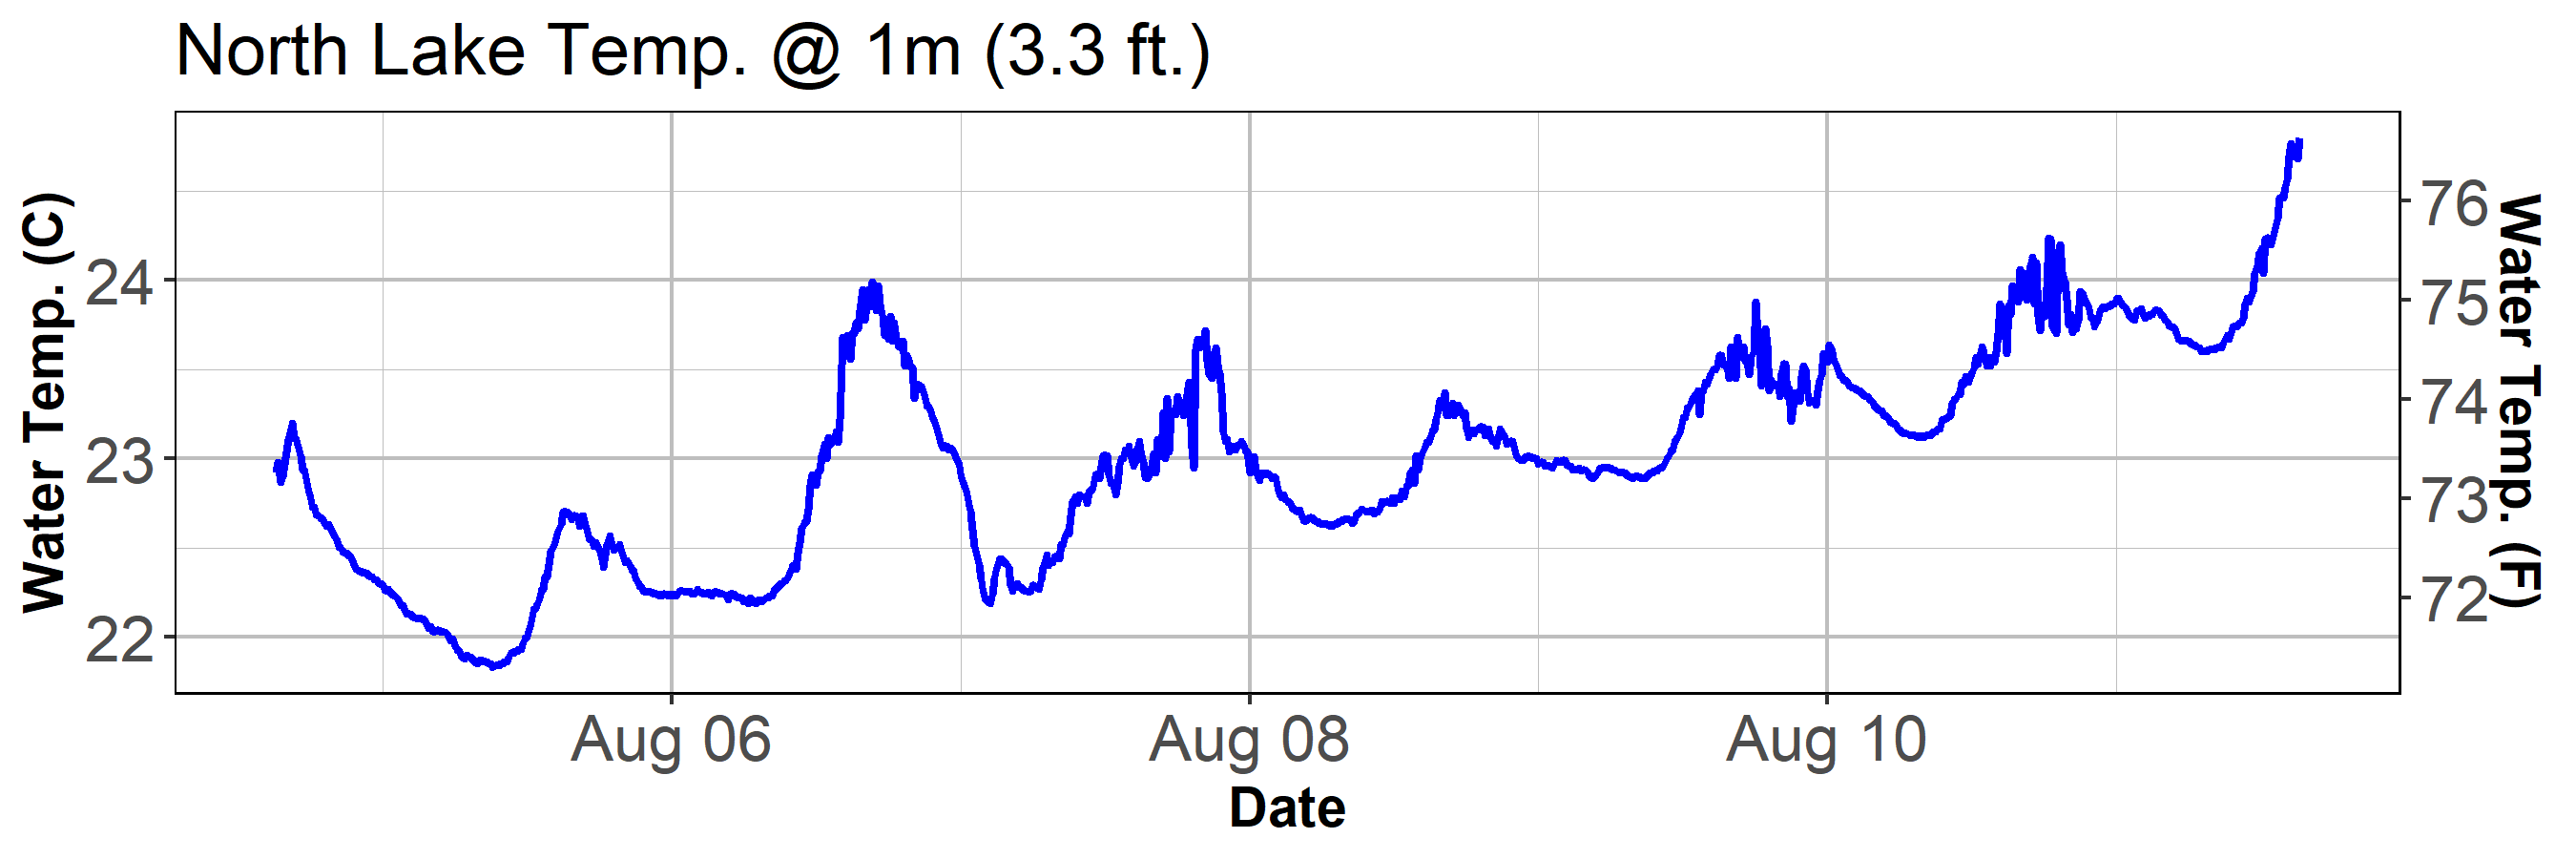 North Lake Temp. @ 1m (3.3 ft.)
Water Temp. (C)
24
23
22
76
75
74
73
72
Water Temp. (F)
Aug 06
Aug 08
Aug 10
Date